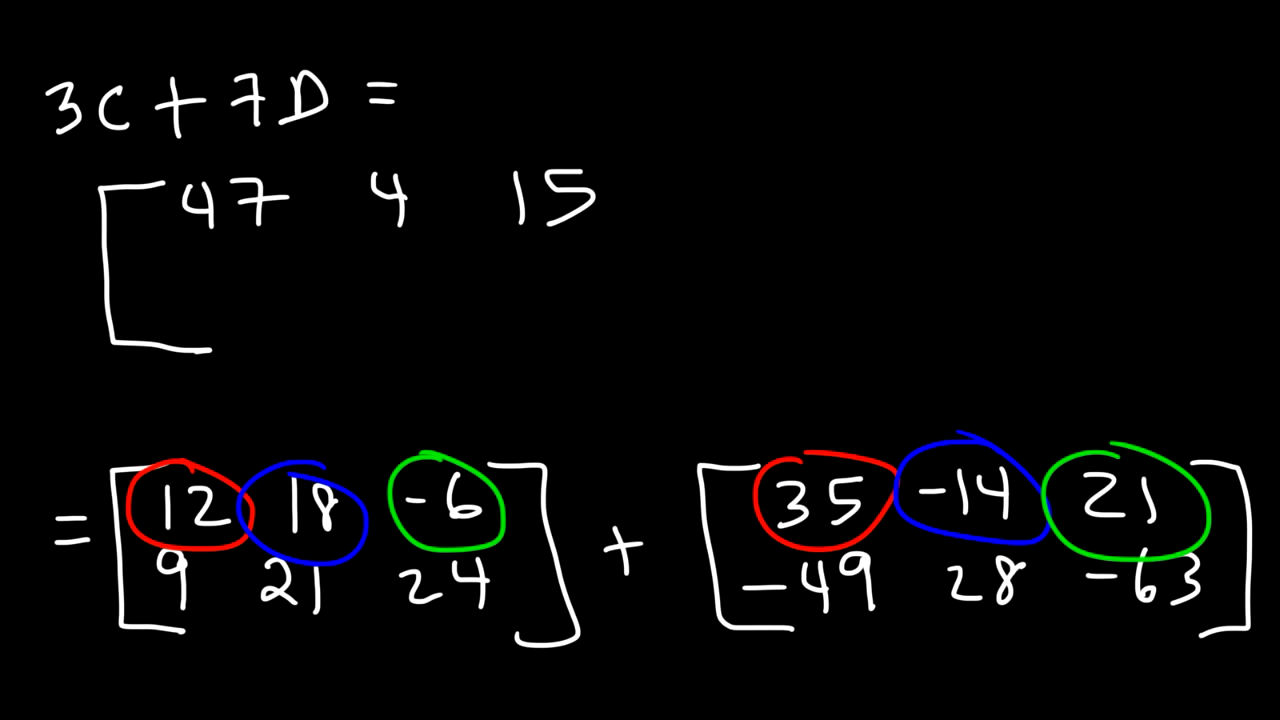 3C + 7D =
[ 47 4 15
= [ 12 18 -6 ] + [ 35 -14 21 ]
9 21 24 -49 28 -63